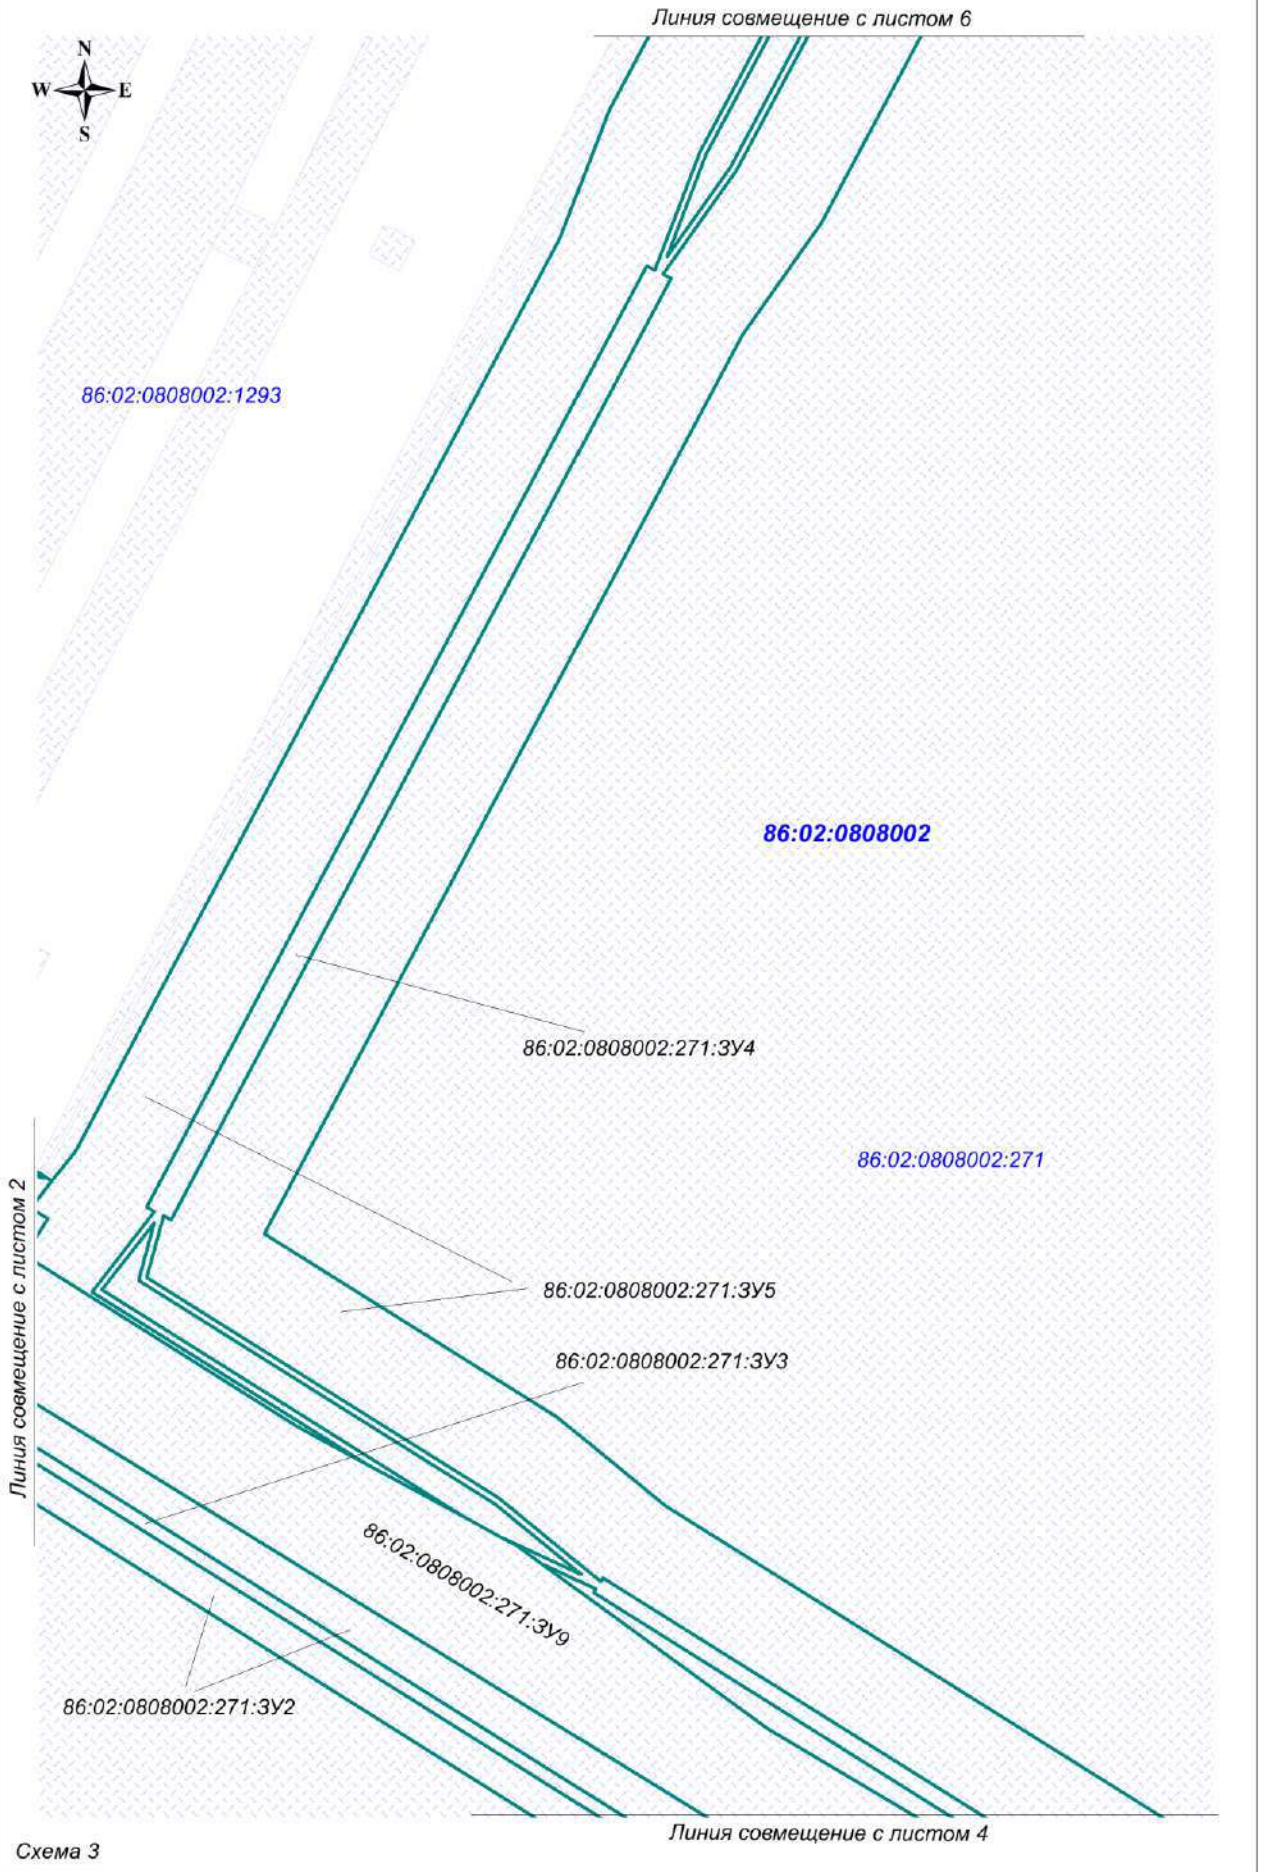 Линия совмещение с листом 6
N
W E
S
86:02:0808002:1293
86:02:0808002
86:02:0808002:271:ЗУ4
86:02:0808002:271
Линия совмещение с листом 2
86:02:0808002:271:ЗУ5
86:02:0808002:271:ЗУ3
86:02:0808002:271:ЗУ9
86:02:0808002:271:ЗУ2
Линия совмещение с листом 4
Схема 3